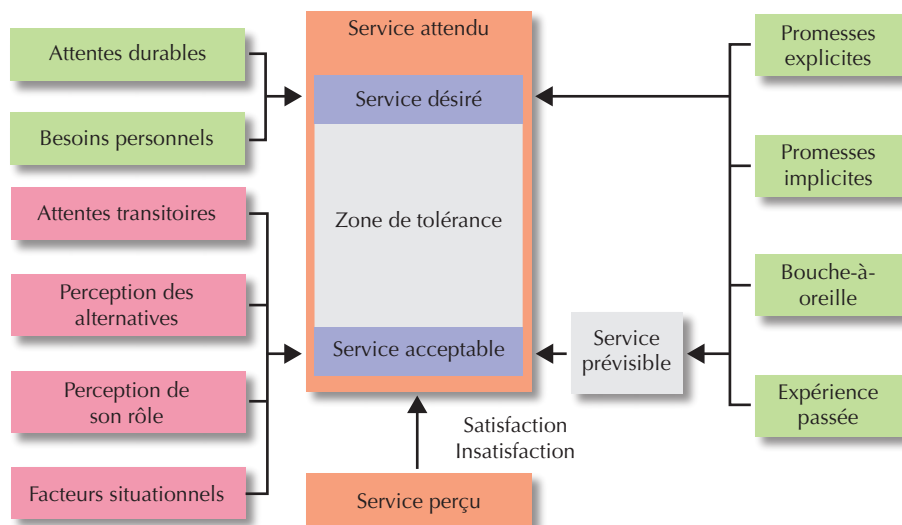 Attentes durables
Besoins personnels
Attentes transitoires
Perception des
alternatives
Perception de
son rôle
Facteurs situationnels
Service attendu
Service désiré
Zone de tolérance
Service acceptable
Satisfaction
Insatisfaction
Service perçu
Service
prévisible
Promesses
explicites
Promesses
implicites
Bouche-à-
oreille
Expérience
passée